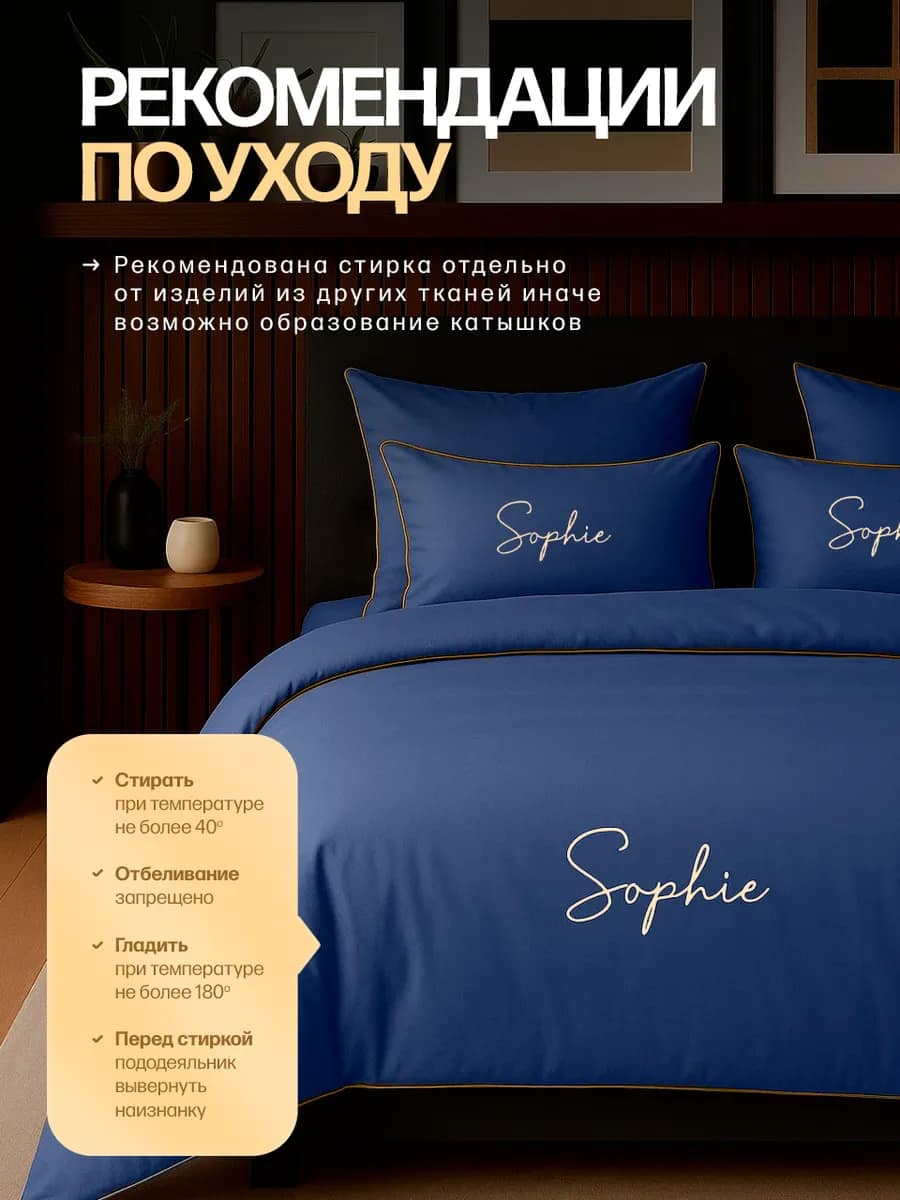 РЕКОМЕНДАЦИИ
ПО УХОДУ
→ Рекомендована стирка отдельно
от изделий из других тканей иначе
возможно образование катышков
Sophie
Soph
Sophie
✓ Стирать
при температуре
не более 40°
✓ Отбеливание
запрещено
✓ Гладить
при температуре
не более 180°
✓ Перед стиркой
пододеяльник
вывернуть
наизнанку